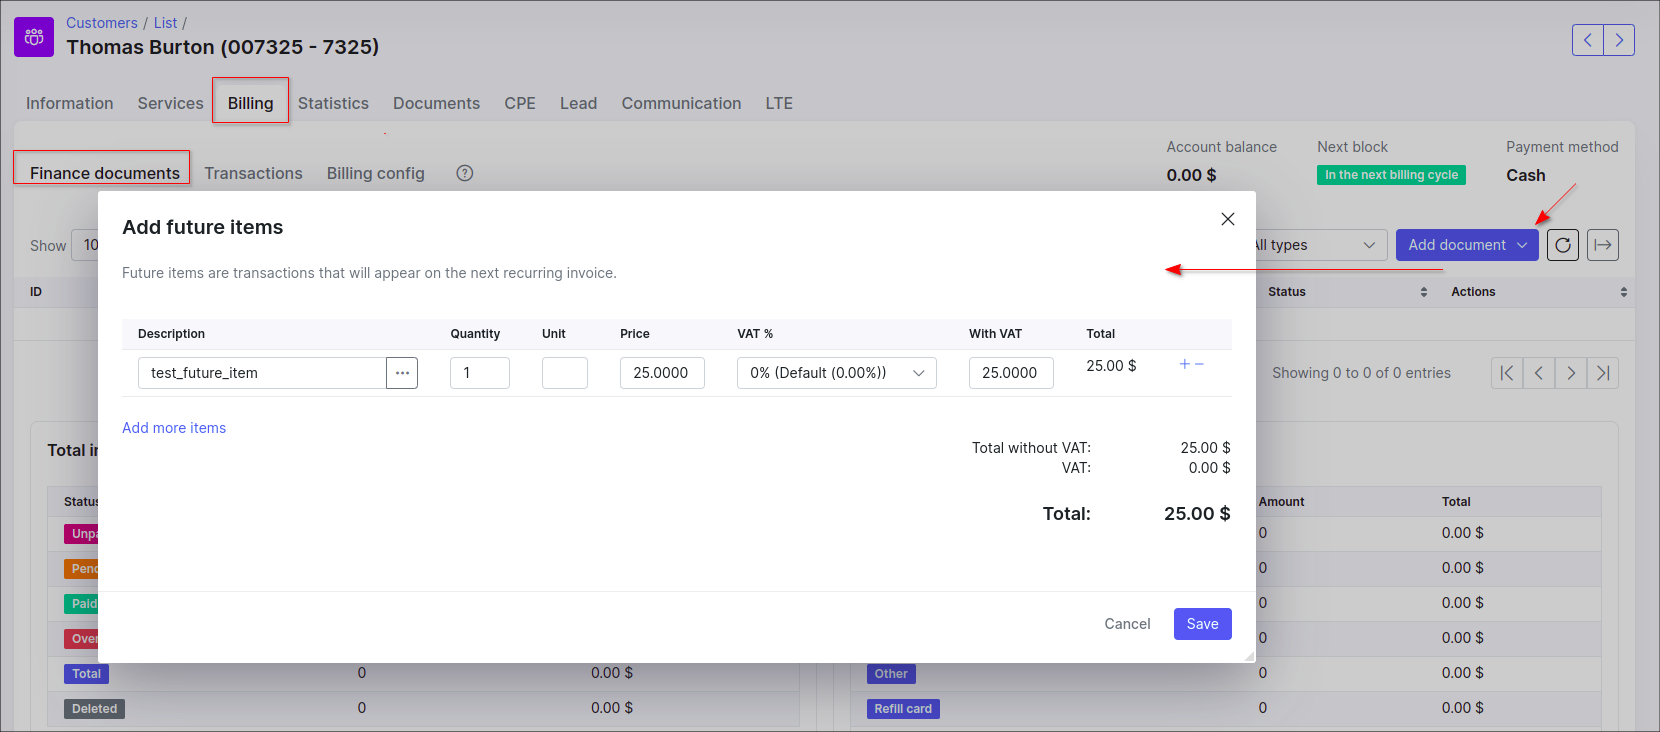 Customers / List /
Thomas Burton (007325 - 7325)
Information Services Billing Statistics Documents CPE Lead Communication LTE
Account balance Next block Payment method
Finance documents Transactions Billing config ?
0.00 $ In the next billing cycle Cash
Add future items
Show 10 All types Add document
Future items are transactions that will appear on the next recurring invoice.
ID Status Actions
Description Quantity Unit Price VAT % With VAT Total
test_future_item ... 1 25.0000 0% (Default (0.00%)) 25.0000 25.00 $ + −
Showing 0 to 0 of 0 entries
Add more items
Total
Total without VAT: 25.00 $
VAT: 0.00 $
Status Amount Total
Total: 25.00 $
Unpa 0 0.00 $
Pend 0 0.00 $
Paid 0 0.00 $
Cancel Save
Over 0 0.00 $
Total 0 0.00 $ Other 0 0.00 $
Deleted 0 0.00 $ Refill card 0 0.00 $